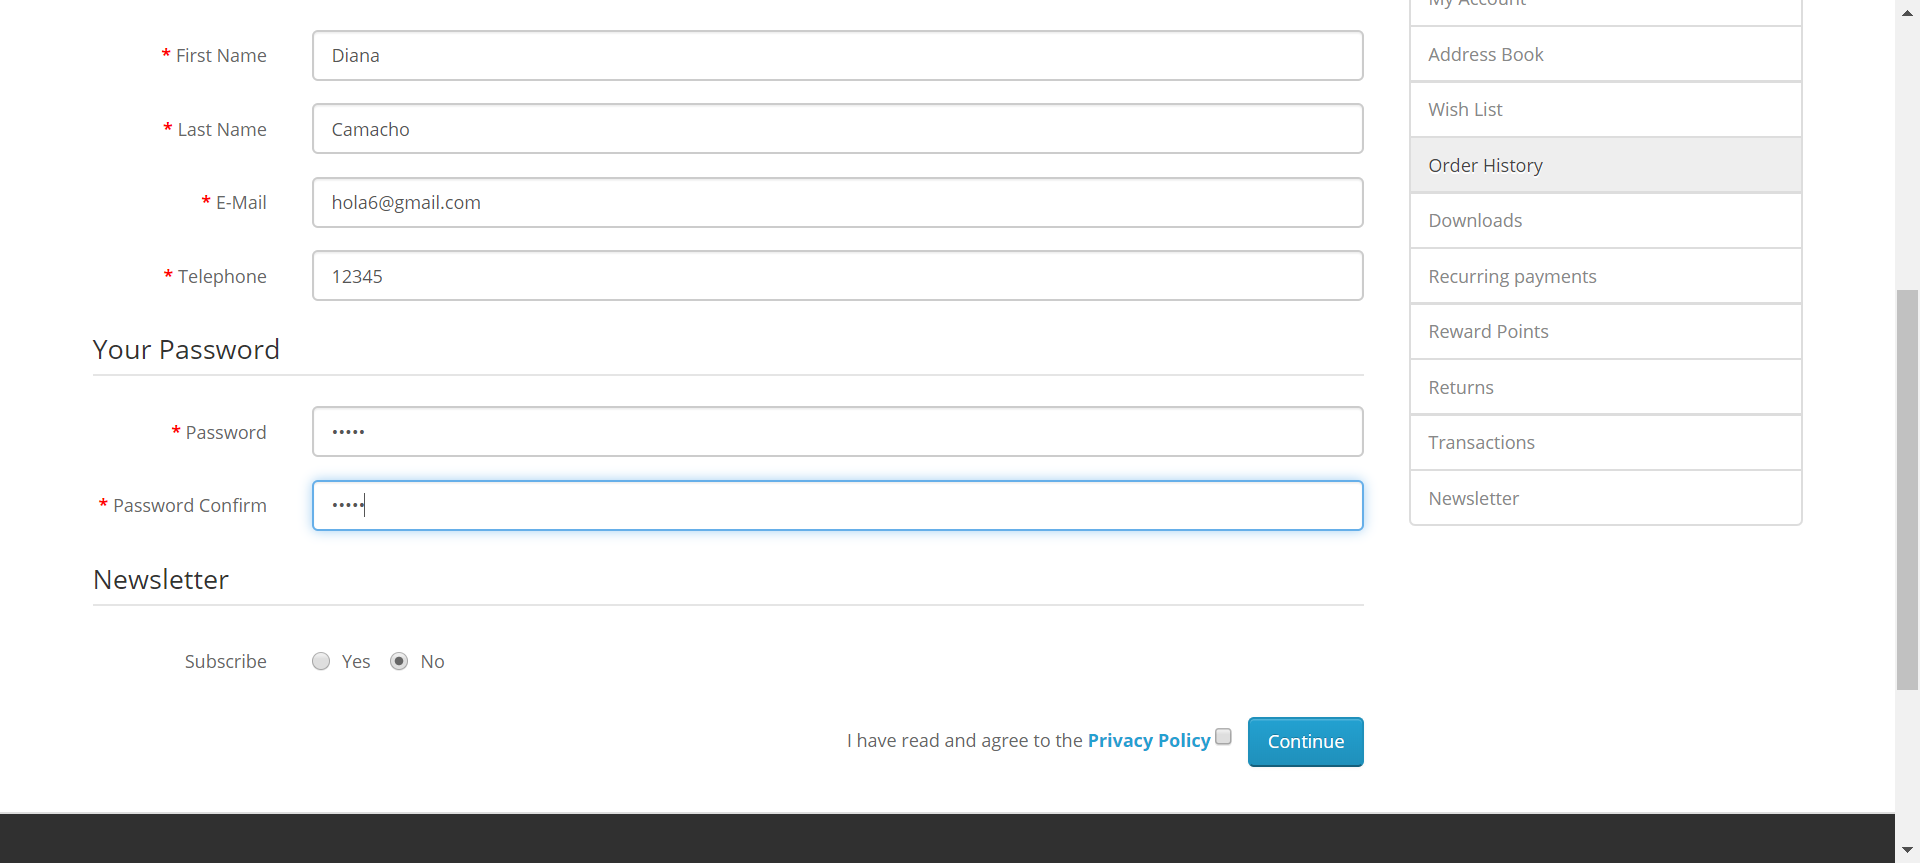 * First Name Diana
* Last Name Camacho
* E-Mail hola6@gmail.com
* Telephone 12345
Your Password
* Password •••••
* Password Confirm •••••
Newsletter
Subscribe Yes No
I have read and agree to the Privacy Policy Continue
My Account
Address Book
Wish List
Order History
Downloads
Recurring payments
Reward Points
Returns
Transactions
Newsletter